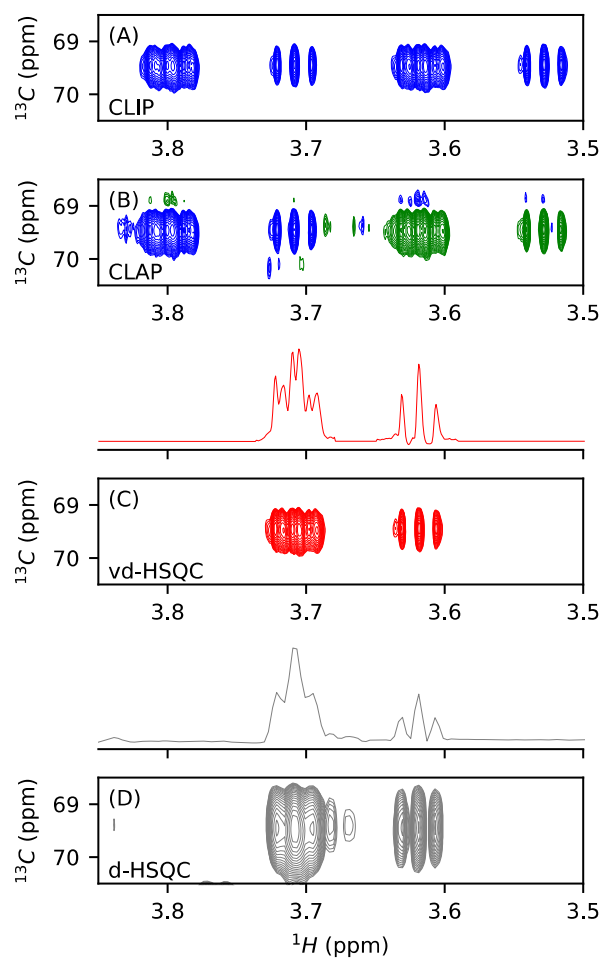 (A)
69
70
¹³C (ppm)
CLIP
3.8 3.7 3.6 3.5
(B)
69
70
¹³C (ppm)
CLAP
3.8 3.7 3.6 3.5
(C)
69
70
¹³C (ppm)
vd-HSQC
3.8 3.7 3.6 3.5
(D)
69
70
¹³C (ppm)
d-HSQC
3.8 3.7 3.6 3.5
¹H (ppm)